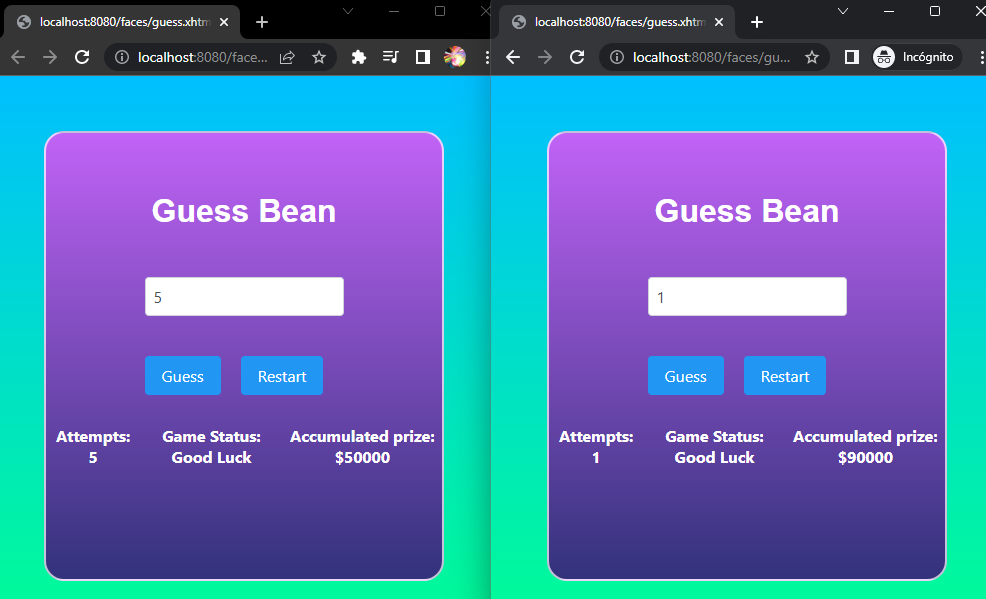 localhost:8080/faces/guess.xhtm
localhost:8080/face...
Guess Bean
5
Guess Restart
Attempts: Game Status: Accumulated prize:
5 Good Luck $50000
localhost:8080/faces/guess.xhtm
localhost:8080/faces/gu...
Incógnito
Guess Bean
1
Guess Restart
Attempts: Game Status: Accumulated prize:
1 Good Luck $90000